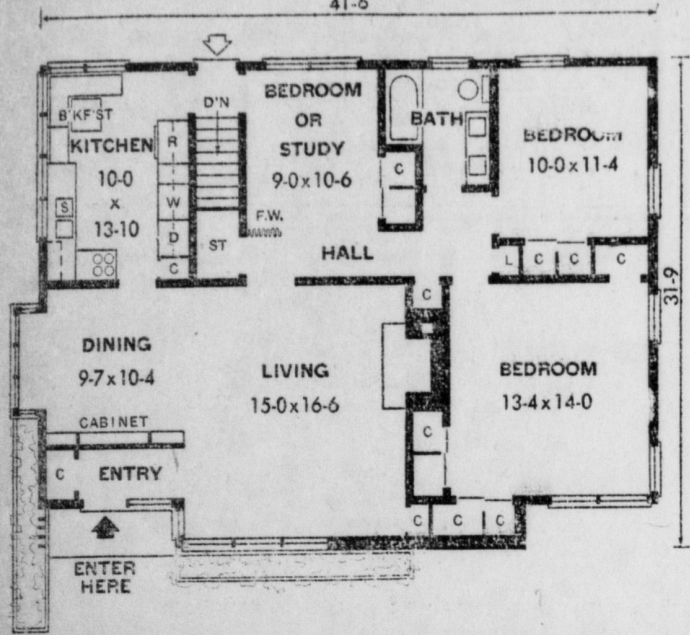 41-6
D'N
BEDROOM
OR
STUDY
9-0 x 10-6
BATH
BEDROOM
10-0 x 11-4
B'KF'ST
KITCHEN
10-0
x
13-10
R
W
D
C
S
ST
F.W.
HALL
C
L
C
C
C
C
31-9
DINING
9-7 x 10-4
LIVING
15-0 x 16-6
BEDROOM
13-4 x 14-0
CABINET
C
ENTRY
C
C
C
C
ENTER
HERE